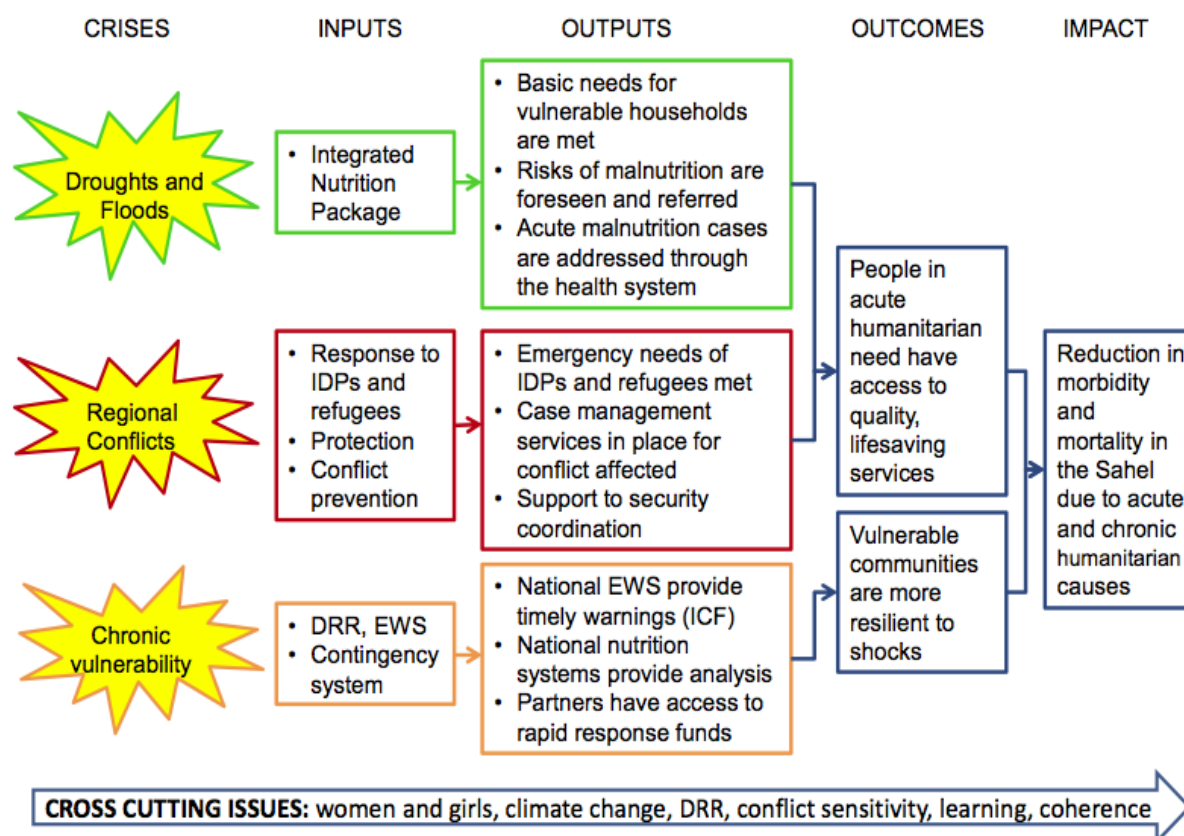 CRISES
INPUTS
OUTPUTS
OUTCOMES
IMPACT
Droughts and
Floods
• Integrated
Nutrition
Package
• Basic needs for
vulnerable households
are met
• Risks of malnutrition are
foreseen and referred
• Acute malnutrition cases
are addressed through
the health system
Regional
Conflicts
• Response to
IDPs and
refugees
• Protection
• Conflict
prevention
• Emergency needs of
IDPs and refugees met
• Case management
services in place for
conflict affected
• Support to security
coordination
Chronic
vulnerability
• DRR, EWS
• Contingency
system
• National EWS provide
timely warnings (ICF)
• National nutrition
systems provide analysis
• Partners have access to
rapid response funds
People in
acute
humanitarian
need have
access to
quality,
lifesaving
services
Vulnerable
communities
are more
resilient to
shocks
Reduction in
morbidity
and
mortality in
the Sahel
due to acute
and chronic
humanitarian
causes
CROSS CUTTING ISSUES: women and girls, climate change, DRR, conflict sensitivity, learning, coherence